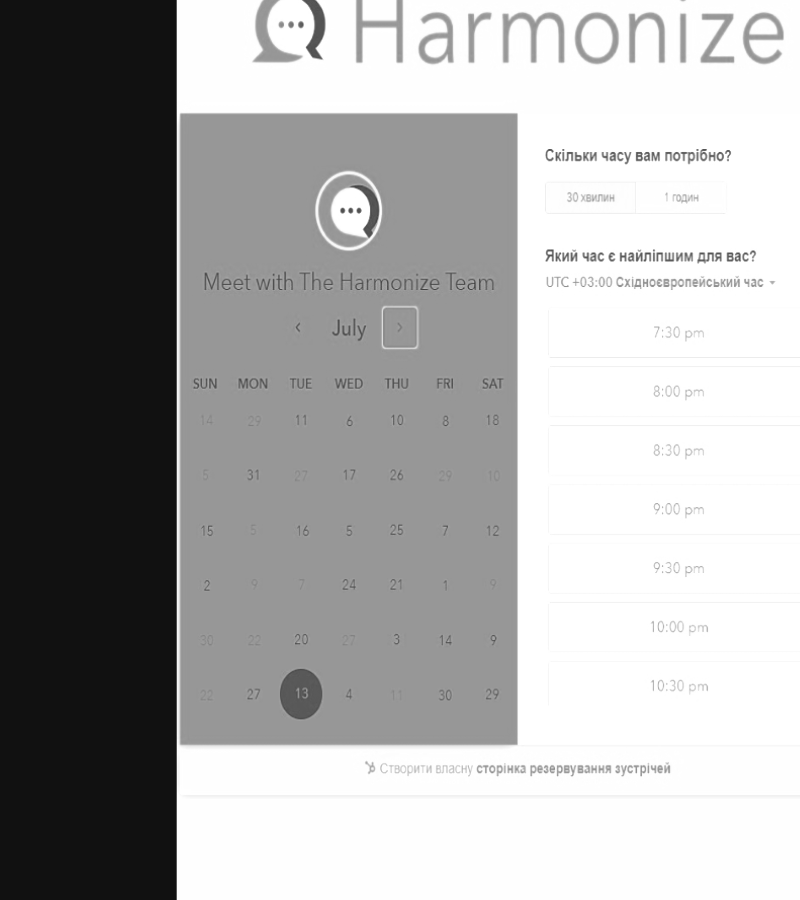 Harmonize
Meet with The Harmonize Team
July
SUN MON TUE WED THU FRI SAT
14 29 11 6 10 8 18
5 31 27 17 26 29 10
15 5 16 5 25 7 12
2 9 7 24 21 1 9
30 22 20 27 3 14 9
22 27 13 4 11 30 29
Скільки часу вам потрібно?
30 хвилин 1 годин
Який час є найліпшим для вас?
UTC +03:00 Східноєвропейський час
7:30 pm
8:00 pm
8:30 pm
9:00 pm
9:30 pm
10:00 pm
10:30 pm
Створити власну сторінка резервування зустрічей